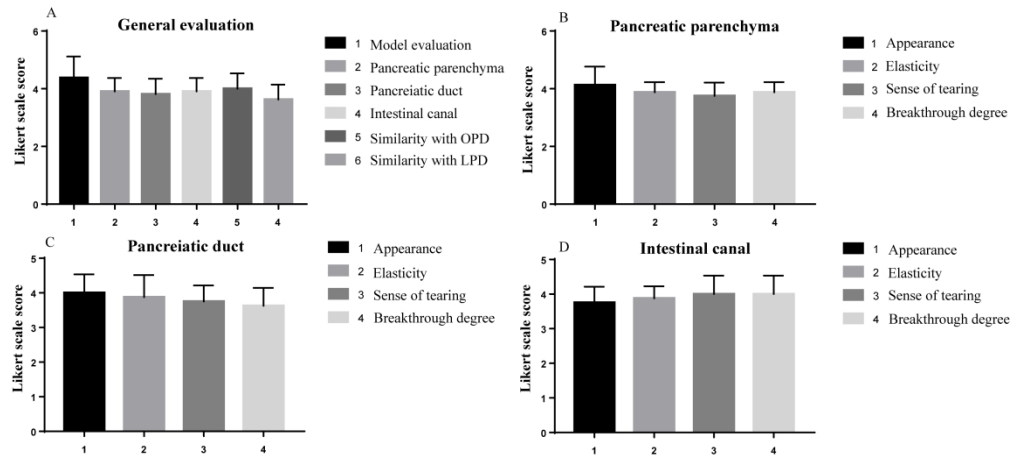 A
General evaluation
Likert scale score
6
4
2
0
1 2 3 4 5 4
1 Model evaluation
2 Pancreatic parenchyma
3 Pancreiatic duct
4 Intestinal canal
5 Similarity with OPD
6 Similarity with LPD
B
Pancreatic parenchyma
Likert scale score
6
4
2
0
1 2 3 4
1 Appearance
2 Elasticity
3 Sense of tearing
4 Breakthrough degree
C
Pancreiatic duct
Likert scale score
5
4
3
2
1
0
1 2 3 4
1 Appearance
2 Elasticity
3 Sense of tearing
4 Breakthrough degree
D
Intestinal canal
Likert scale score
5
4
3
2
1
0
1 2 3 4
1 Appearance
2 Elasticity
3 Sense of tearing
4 Breakthrough degree